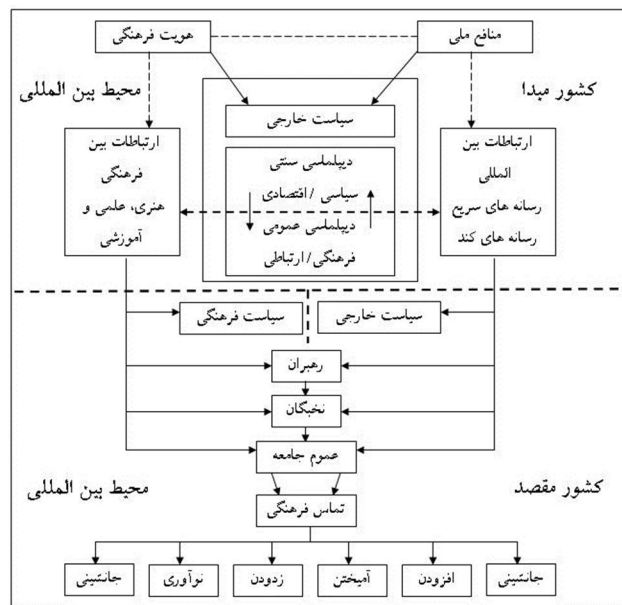 منافع ملی
هویت فرهنگی
کشور مبدا
محیط بین المللی
سیاست خارجی
ارتباطات بین
المللی
رسانه های سریع
رسانه های کند
دیپلماسی سنتی
سیاسی / اقتصادی
دیپلماسی عمومی
فرهنگی / ارتباطی
ارتباطات بین
فرهنگی
هنری، علمی و
آموزشی
سیاست خارجی
سیاست فرهنگی
رهبران
نخبگان
عموم جامعه
کشور مقصد
محیط بین المللی
تماس فرهنگی
جانشینی
افزودن
آمیختن
زدودن
نوآوری
جانشینی